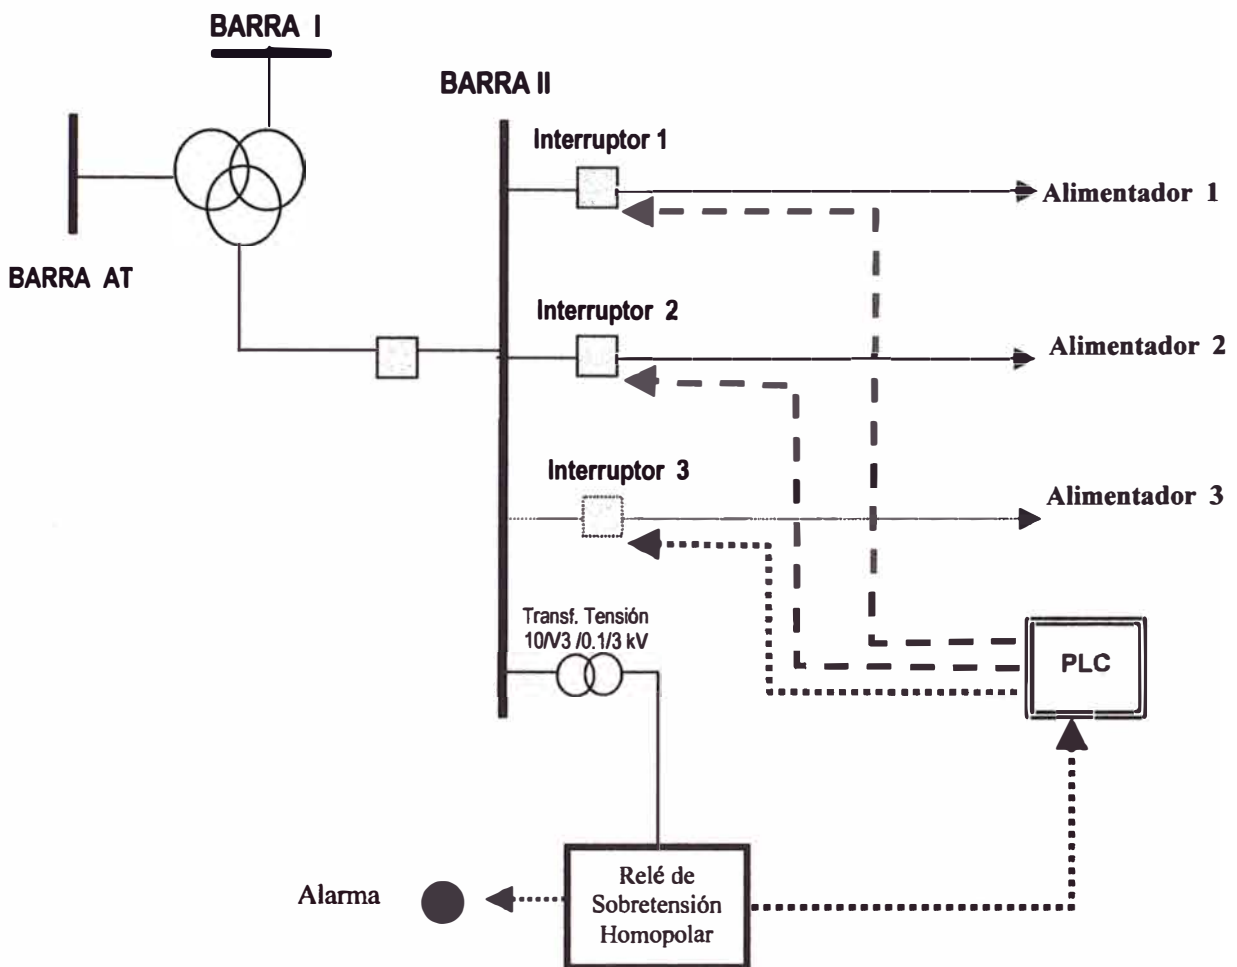 BARRA I
BARRA II
Interruptor 1
Alimentador 1
BARRA AT
Interruptor 2
Alimentador 2
Interruptor 3
Alimentador 3
Transf. Tensión
10/V3 /0.1/3 kV
PLC
Relé de
Sobretensión
Homopolar
Alarma